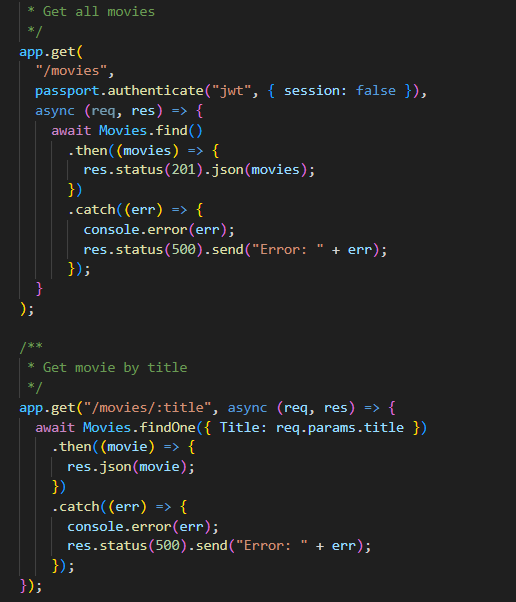 * Get all movies
 */
app.get(
  "/movies",
  passport.authenticate("jwt", { session: false }),
  async (req, res) => {
    await Movies.find()
      .then((movies) => {
        res.status(201).json(movies);
      })
      .catch((err) => {
        console.error(err);
        res.status(500).send("Error: " + err);
      });
  }
);

/**
 * Get movie by title
 */
app.get("/movies/:title", async (req, res) => {
  await Movies.findOne({ Title: req.params.title })
    .then((movie) => {
      res.json(movie);
    })
    .catch((err) => {
      console.error(err);
      res.status(500).send("Error: " + err);
    });
});